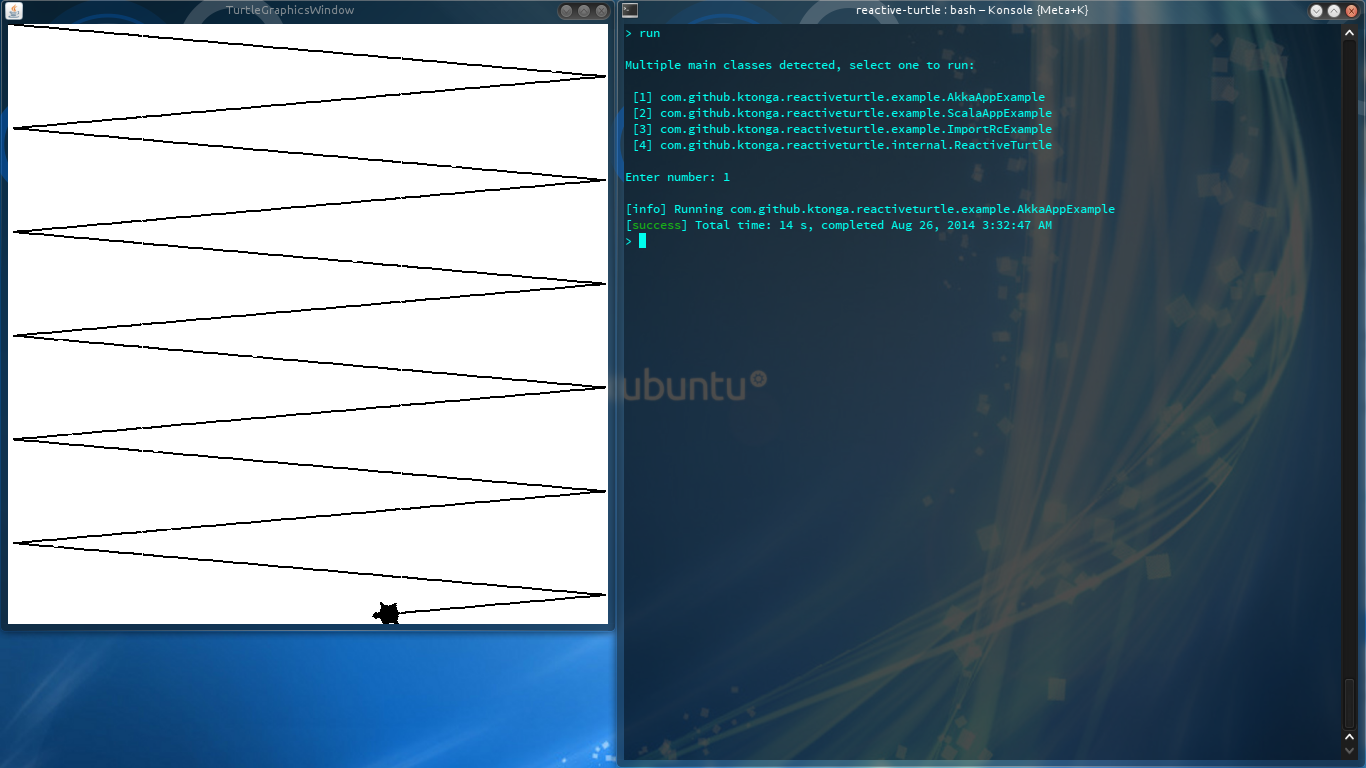 TurtleGraphicsWindow
reactive-turtle : bash – Konsole {Meta+K}
> run
Multiple main classes detected, select one to run:
[1] com.github.ktonga.reactiveturtle.example.AkkaAppExample
[2] com.github.ktonga.reactiveturtle.example.ScalaAppExample
[3] com.github.ktonga.reactiveturtle.example.ImportRcExample
[4] com.github.ktonga.reactiveturtle.internal.ReactiveTurtle
Enter number: 1
[info] Running com.github.ktonga.reactiveturtle.example.AkkaAppExample
[success] Total time: 14 s, completed Aug 26, 2014 3:32:47 AM
>
ubuntu